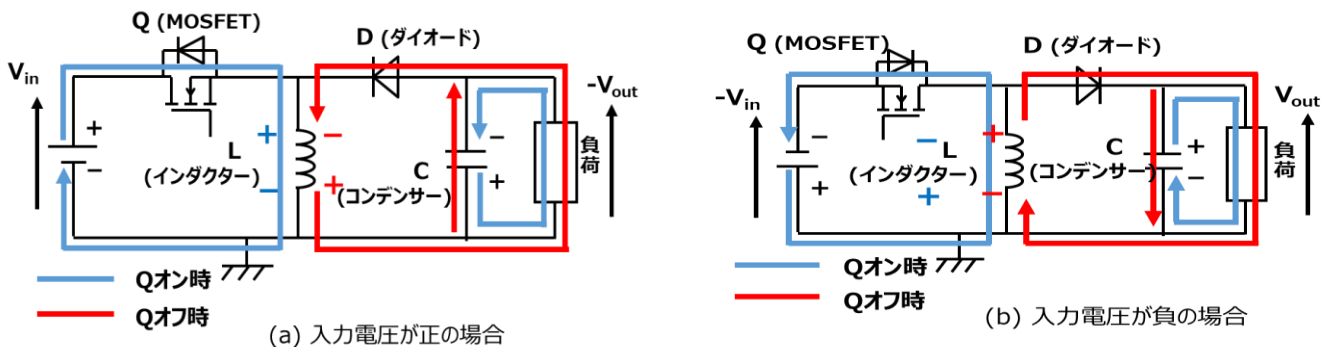 Q (MOSFET)
D (ダイオード)
Vin
-Vout
+
−
+
−
L
(インダクター)
−
+
C
(コンデンサー)
−
+
負荷
Qオン時
Qオフ時
(a) 入力電圧が正の場合
Q (MOSFET)
D (ダイオード)
-Vin
Vout
−
+
−
+
L
(インダクター)
+
−
C
(コンデンサー)
+
−
負荷
Qオン時
Qオフ時
(b) 入力電圧が負の場合